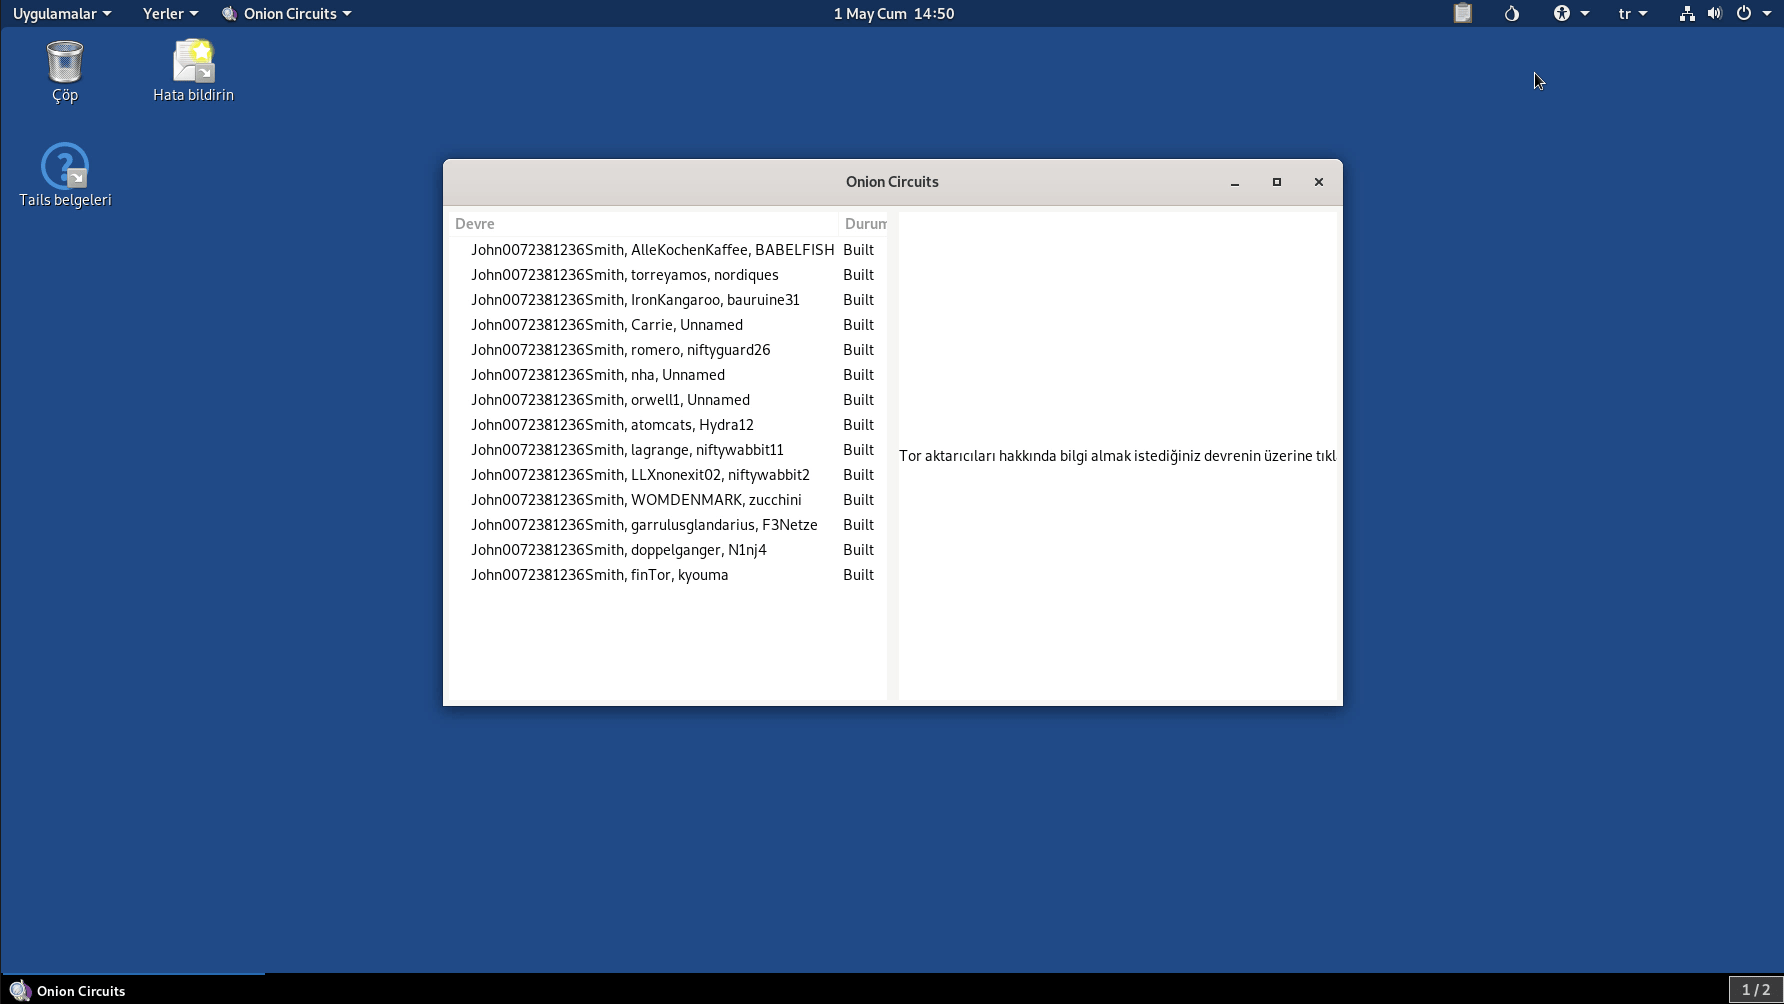 Uygulamalar Yerler Onion Circuits 1 May Cum 14:50 tr
Çöp
Hata bildirin
Tails belgeleri
Onion Circuits
Devre Durum
John0072381236Smith, AlleKochenKaffee, BABELFISH Built
John0072381236Smith, torreyamos, nordiques Built
John0072381236Smith, IronKangaroo, bauruine31 Built
John0072381236Smith, Carrie, Unnamed Built
John0072381236Smith, romero, niftyguard26 Built
John0072381236Smith, nha, Unnamed Built
John0072381236Smith, orwell1, Unnamed Built
John0072381236Smith, atomcats, Hydra12 Built
John0072381236Smith, lagrange, niftywabbit11 Built
John0072381236Smith, LLXnonexit02, niftywabbit2 Built
John0072381236Smith, WOMDENMARK, zucchini Built
John0072381236Smith, garrulusglandarius, F3Netze Built
John0072381236Smith, doppelganger, N1nj4 Built
John0072381236Smith, finTor, kyouma Built
Tor aktarıcıları hakkında bilgi almak istediğiniz devrenin üzerine tıkl
Onion Circuits
1 / 2